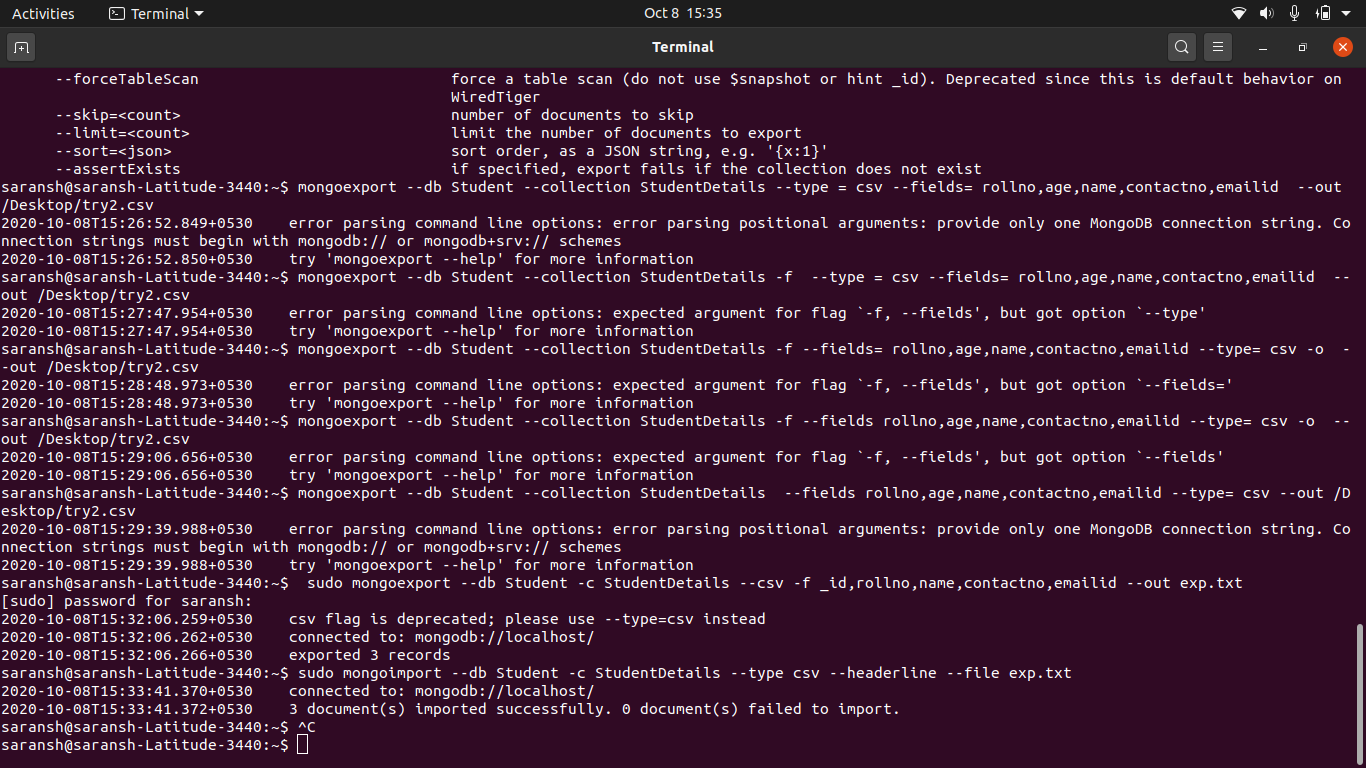 Activities Terminal Oct 8 15:35
Terminal
--forceTableScan force a table scan (do not use $snapshot or hint _id). Deprecated since this is default behavior on
WiredTiger
--skip=<count> number of documents to skip
--limit=<count> limit the number of documents to export
--sort=<json> sort order, as a JSON string, e.g. '{x:1}'
--assertExists if specified, export fails if the collection does not exist
saransh@saransh-Latitude-3440:~$ mongoexport --db Student --collection StudentDetails --type = csv --fields= rollno,age,name,contactno,emailid  --out
/Desktop/try2.csv
2020-10-08T15:26:52.849+0530 error parsing command line options: error parsing positional arguments: provide only one MongoDB connection string. Co
nnection strings must begin with mongodb:// or mongodb+srv:// schemes
2020-10-08T15:26:52.850+0530 try 'mongoexport --help' for more information
saransh@saransh-Latitude-3440:~$ mongoexport --db Student --collection StudentDetails -f  --type = csv --fields= rollno,age,name,contactno,emailid  --
out /Desktop/try2.csv
2020-10-08T15:27:47.954+0530 error parsing command line options: expected argument for flag `-f, --fields', but got option `--type'
2020-10-08T15:27:47.954+0530 try 'mongoexport --help' for more information
saransh@saransh-Latitude-3440:~$ mongoexport --db Student --collection StudentDetails -f --fields= rollno,age,name,contactno,emailid --type= csv -o  -
-out /Desktop/try2.csv
2020-10-08T15:28:48.973+0530 error parsing command line options: expected argument for flag `-f, --fields', but got option `--fields='
2020-10-08T15:28:48.973+0530 try 'mongoexport --help' for more information
saransh@saransh-Latitude-3440:~$ mongoexport --db Student --collection StudentDetails -f --fields rollno,age,name,contactno,emailid --type= csv -o  --
out /Desktop/try2.csv
2020-10-08T15:29:06.656+0530 error parsing command line options: expected argument for flag `-f, --fields', but got option `--fields'
2020-10-08T15:29:06.656+0530 try 'mongoexport --help' for more information
saransh@saransh-Latitude-3440:~$ mongoexport --db Student --collection StudentDetails  --fields rollno,age,name,contactno,emailid --type= csv --out /D
esktop/try2.csv
2020-10-08T15:29:39.988+0530 error parsing command line options: error parsing positional arguments: provide only one MongoDB connection string. Co
nnection strings must begin with mongodb:// or mongodb+srv:// schemes
2020-10-08T15:29:39.988+0530 try 'mongoexport --help' for more information
saransh@saransh-Latitude-3440:~$  sudo mongoexport --db Student -c StudentDetails --csv -f _id,rollno,name,contactno,emailid --out exp.txt
[sudo] password for saransh:
2020-10-08T15:32:06.259+0530 csv flag is deprecated; please use --type=csv instead
2020-10-08T15:32:06.262+0530 connected to: mongodb://localhost/
2020-10-08T15:32:06.266+0530 exported 3 records
saransh@saransh-Latitude-3440:~$ sudo mongoimport --db Student -c StudentDetails --type csv --headerline --file exp.txt
2020-10-08T15:33:41.370+0530 connected to: mongodb://localhost/
2020-10-08T15:33:41.372+0530 3 document(s) imported successfully. 0 document(s) failed to import.
saransh@saransh-Latitude-3440:~$ ^C
saransh@saransh-Latitude-3440:~$